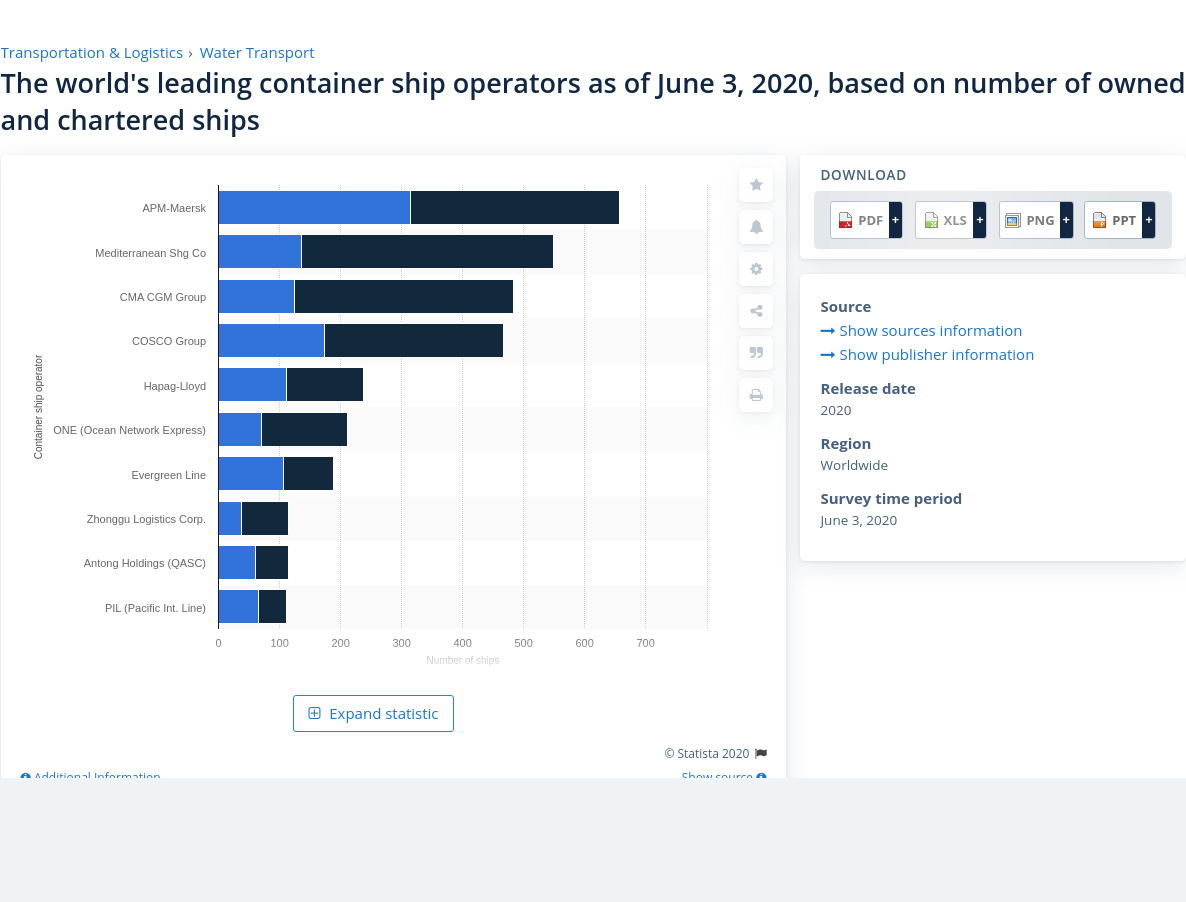 Transportation & Logistics › Water Transport
The world's leading container ship operators as of June 3, 2020, based on number of owned
and chartered ships
Container ship operator
APM-Maersk
Mediterranean Shg Co
CMA CGM Group
COSCO Group
Hapag-Lloyd
ONE (Ocean Network Express)
Evergreen Line
Zhonggu Logistics Corp.
Antong Holdings (QASC)
PIL (Pacific Int. Line)
0 100 200 300 400 500 600 700
Number of ships
Expand statistic
© Statista 2020
Additional Information
Show source
DOWNLOAD
PDF + XLS + PNG + PPT +
Source
Show sources information
Show publisher information
Release date
2020
Region
Worldwide
Survey time period
June 3, 2020